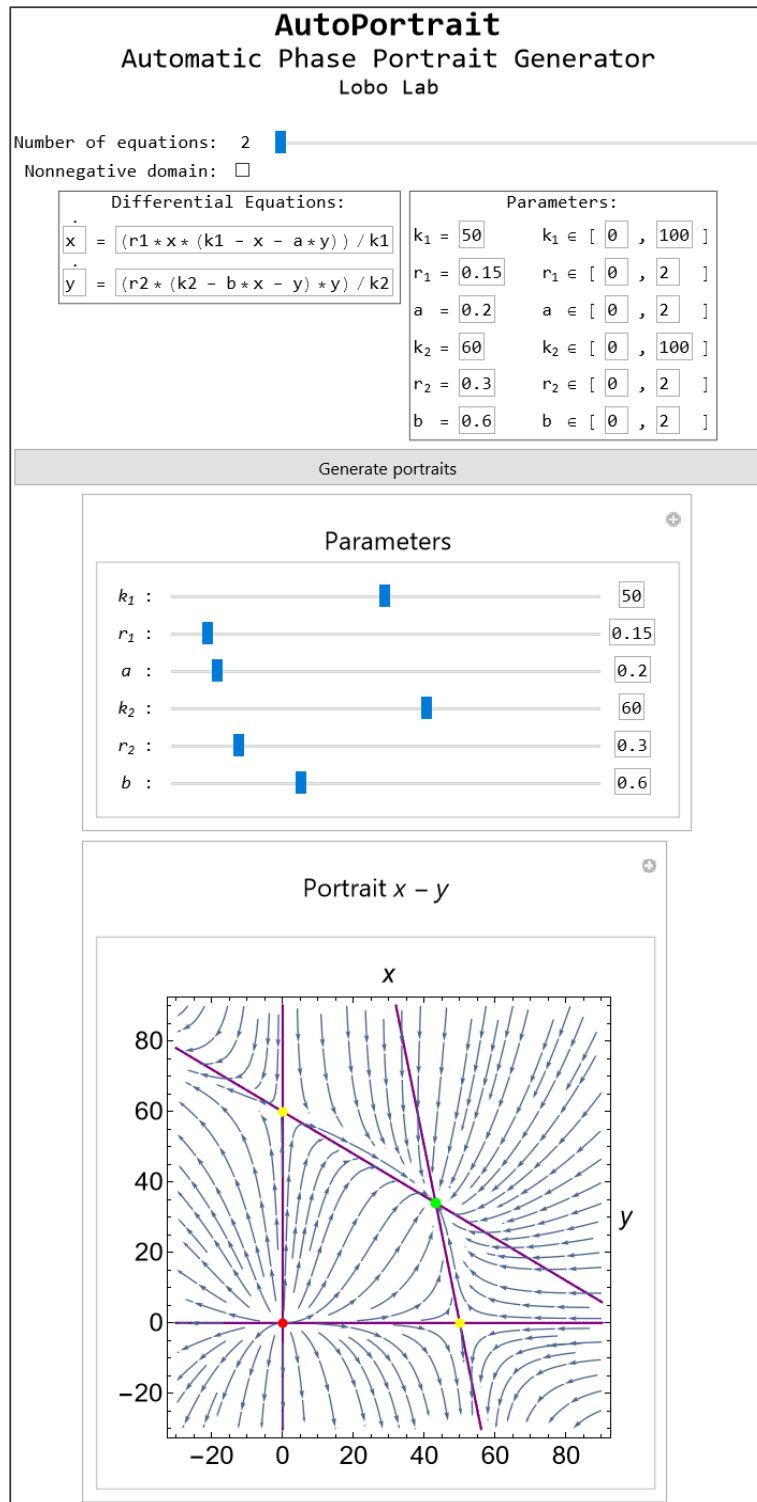 AutoPortrait
Automatic Phase Portrait Generator
Lobo Lab
Number of equations: 2
Nonnegative domain:
Differential Equations:
ẋ = (r1*x*(k1 - x - a*y))/k1
ẏ = (r2*(k2 - b*x - y)*y)/k2
Parameters:
k₁ = 50 k₁ ∈ [ 0 , 100 ]
r₁ = 0.15 r₁ ∈ [ 0 , 2 ]
a = 0.2 a ∈ [ 0 , 2 ]
k₂ = 60 k₂ ∈ [ 0 , 100 ]
r₂ = 0.3 r₂ ∈ [ 0 , 2 ]
b = 0.6 b ∈ [ 0 , 2 ]
Generate portraits
Parameters
k₁ : 50
r₁ : 0.15
a : 0.2
k₂ : 60
r₂ : 0.3
b : 0.6
Portrait x – y
x
80
60
40
y
20
0
−20
−20 0 20 40 60 80